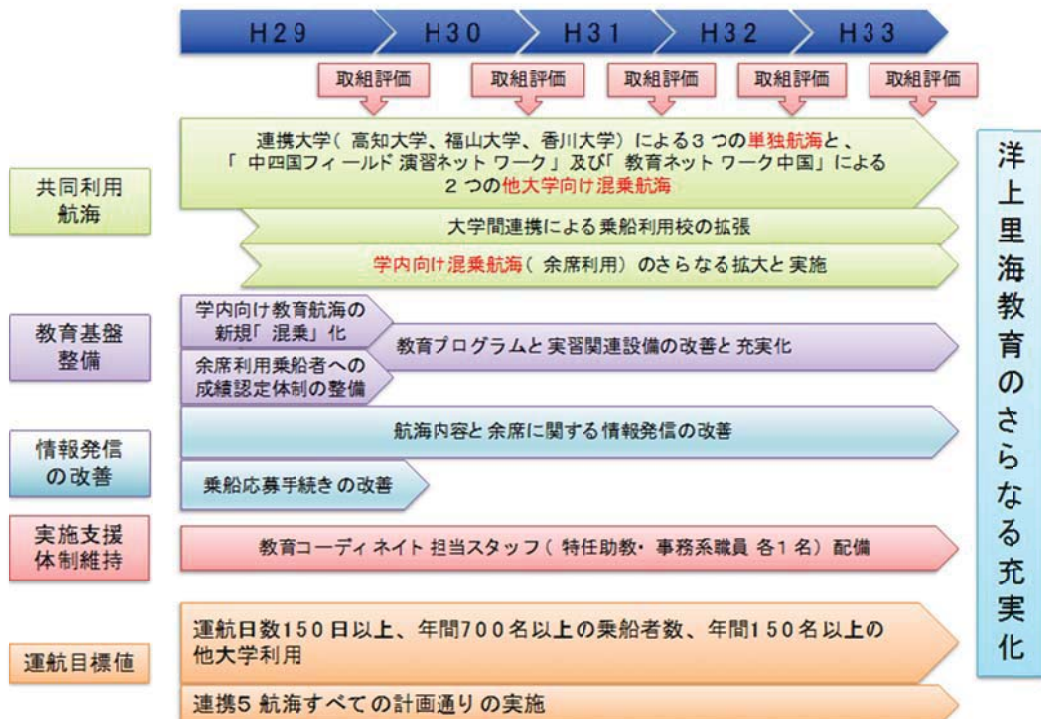 H29
H30
H31
H32
H33
取組評価
取組評価
取組評価
取組評価
取組評価
共同利用
航海
連携大学(高知大学、福山大学、香川大学)による3つの単独航海と、
「中四国フィールド演習ネットワーク」及び「教育ネットワーク中国」による
2つの他大学向け混乗航海
大学間連携による乗船利用校の拡張
学内向け混乗航海(余席利用)のさらなる拡大と実施
教育基盤
整備
学内向け教育航海の
新規「混乗」化
余席利用乗船者への
成績認定体制の整備
教育プログラムと実習関連設備の改善と充実化
情報発信
の改善
航海内容と余席に関する情報発信の改善
乗船応募手続きの改善
実施支援
体制維持
教育コーディネイト担当スタッフ(特任助教・事務系職員各1名)配備
運航目標値
運航日数150日以上、年間700名以上の乗船者数、年間150名以上の
他大学利用
連携5航海すべての計画通りの実施
洋上里海教育のさらなる充実化